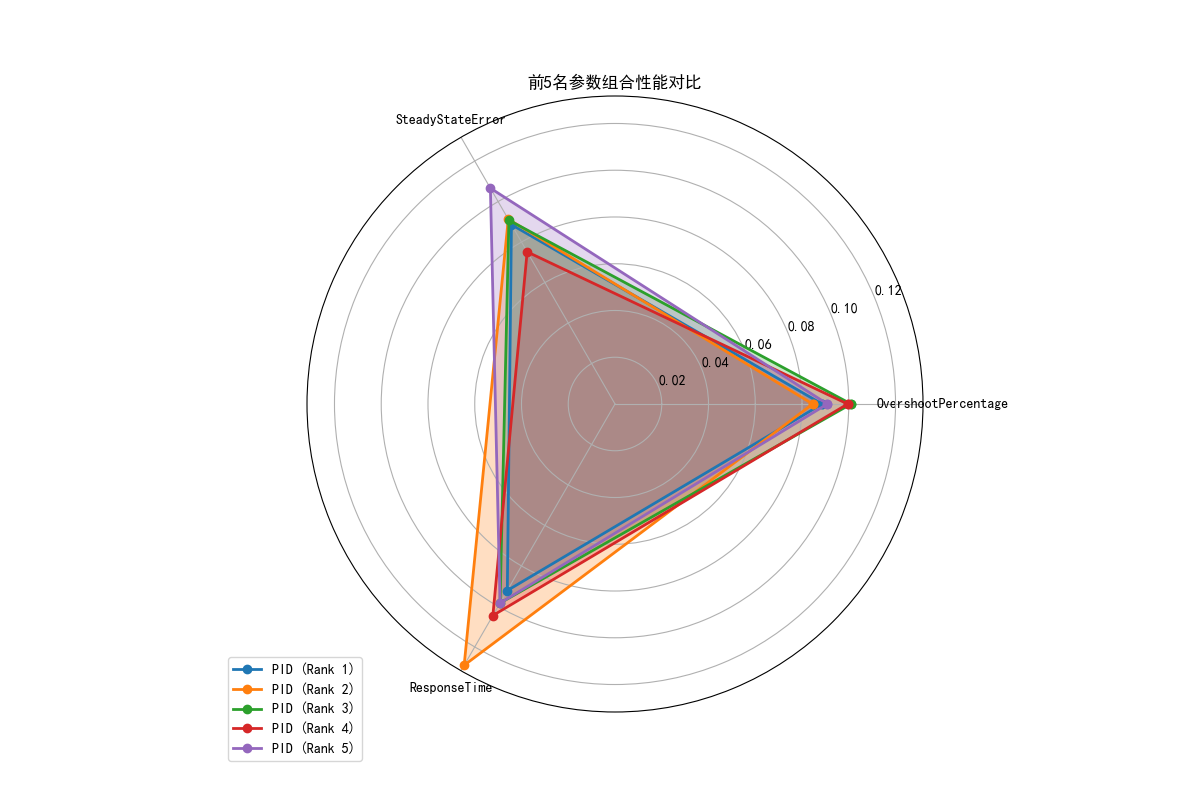 前5名参数组合性能对比
SteadyStateError
0.12
0.10
0.08
0.06
0.04
0.02
OvershootPercentage
ResponseTime
PID (Rank 1)
PID (Rank 2)
PID (Rank 3)
PID (Rank 4)
PID (Rank 5)